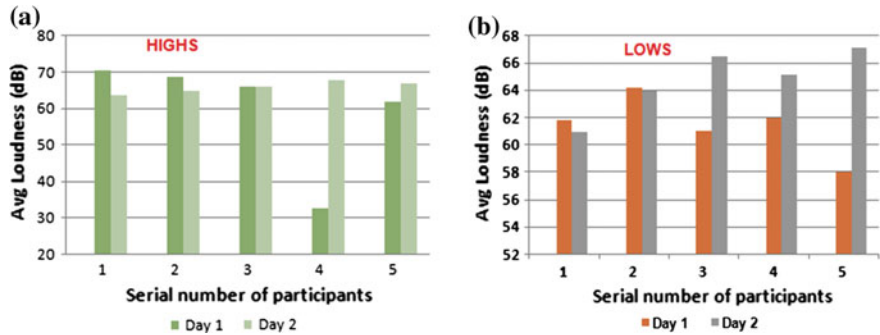 (a)
HIGHS
Avg Loudness (dB)
80
70
60
50
40
30
20
1 2 3 4 5
Serial number of participants
Day 1 Day 2
(b)
LOWS
Avg Loudness (dB)
68
66
64
62
60
58
56
54
52
1 2 3 4 5
Serial number of participants
Day 1 Day 2